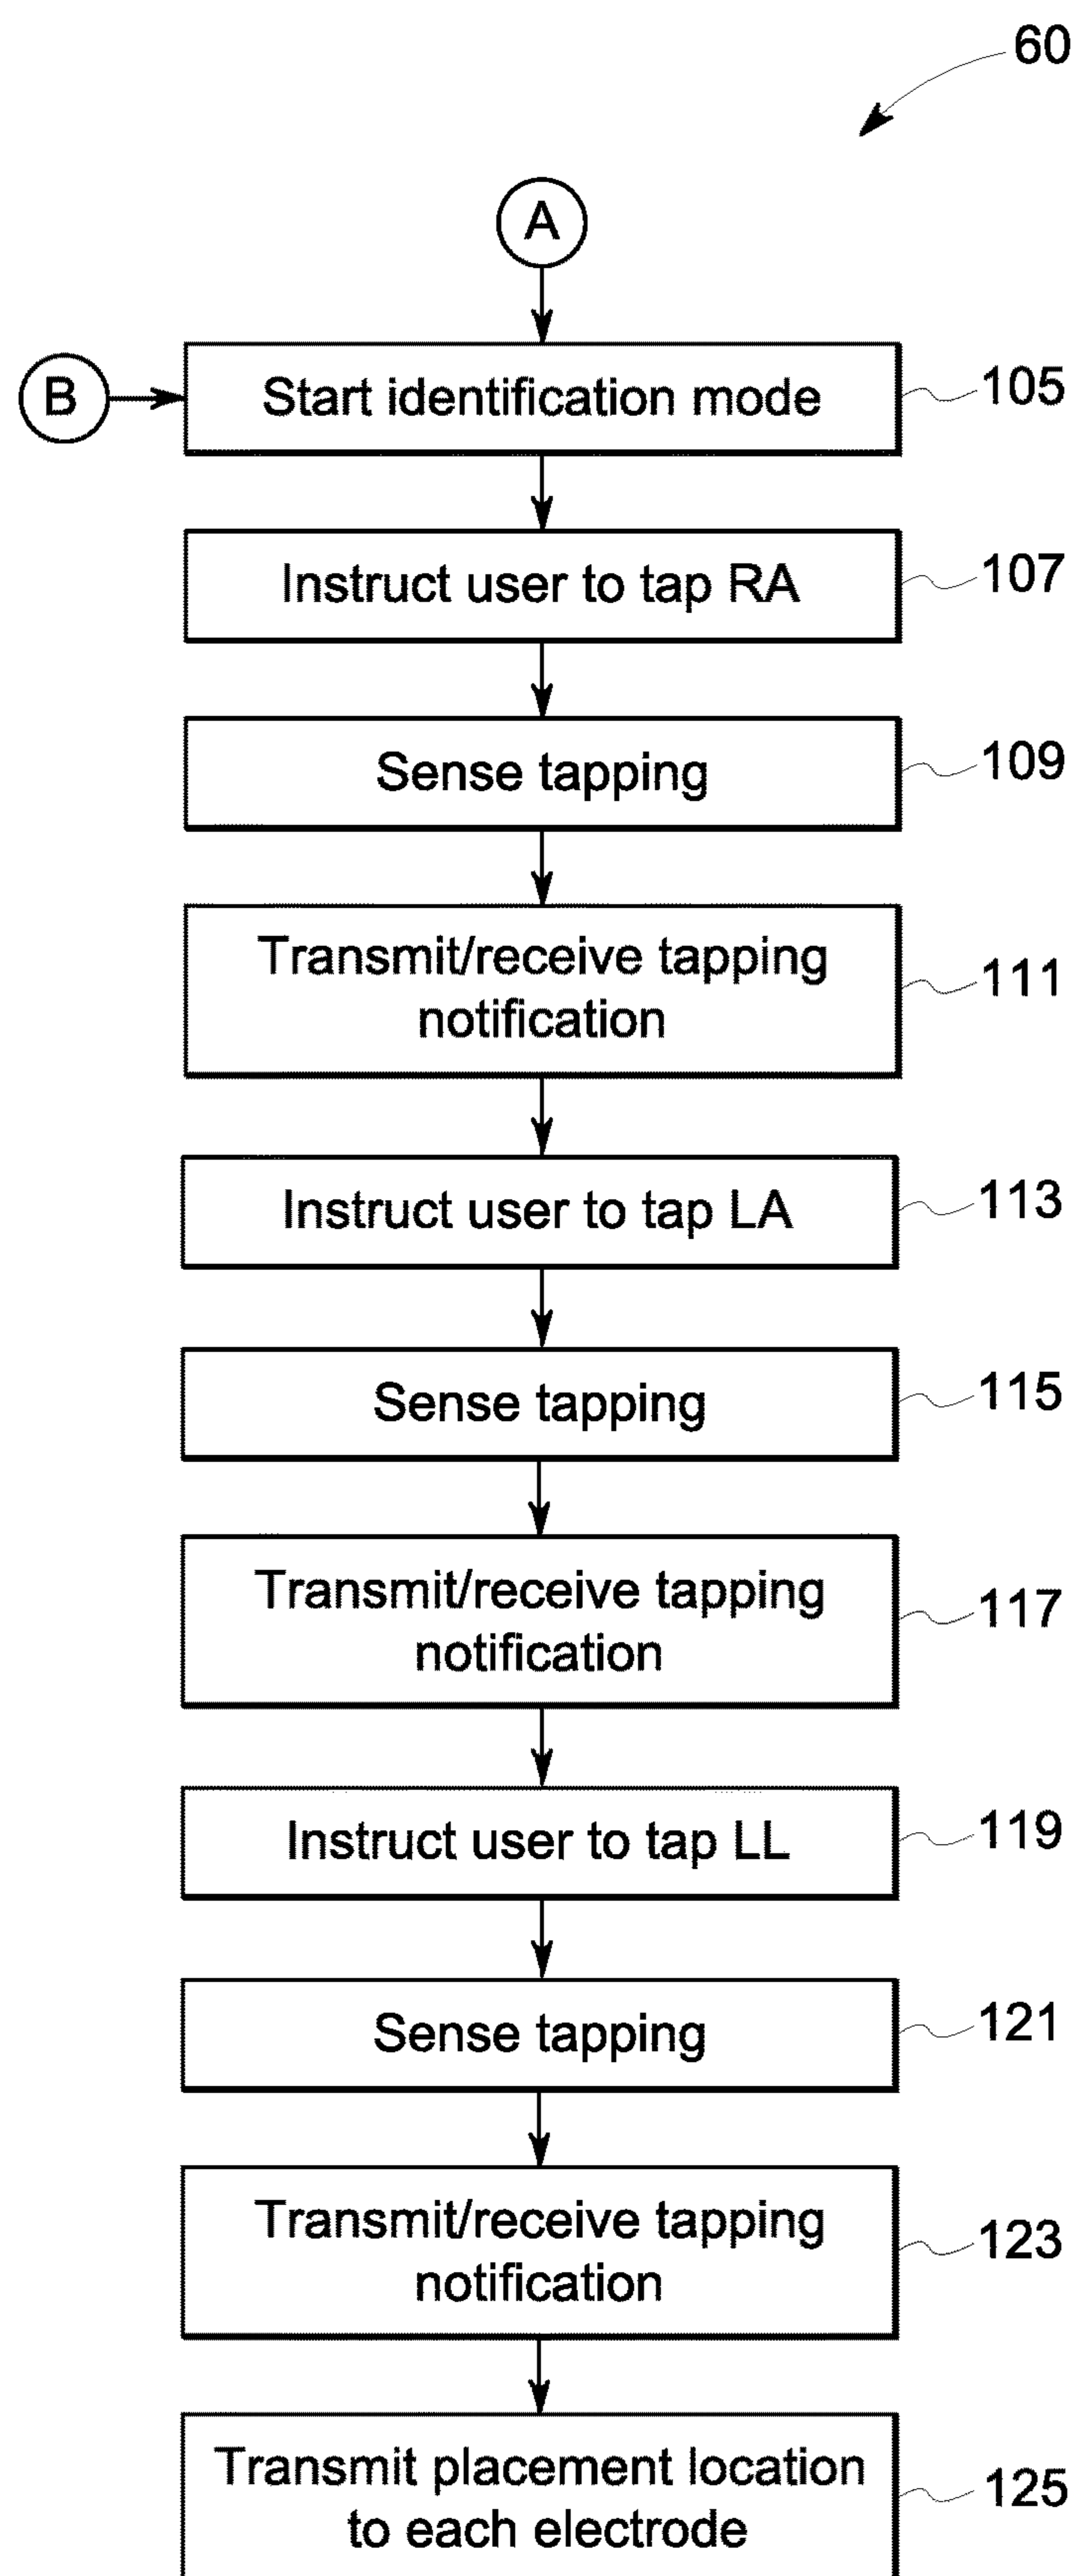 60
A
B
Start identification mode
105
Instruct user to tap RA
107
Sense tapping
109
Transmit/receive tapping
notification
111
Instruct user to tap LA
113
Sense tapping
115
Transmit/receive tapping
notification
117
Instruct user to tap LL
119
Sense tapping
121
Transmit/receive tapping
notification
123
Transmit placement location
to each electrode
125